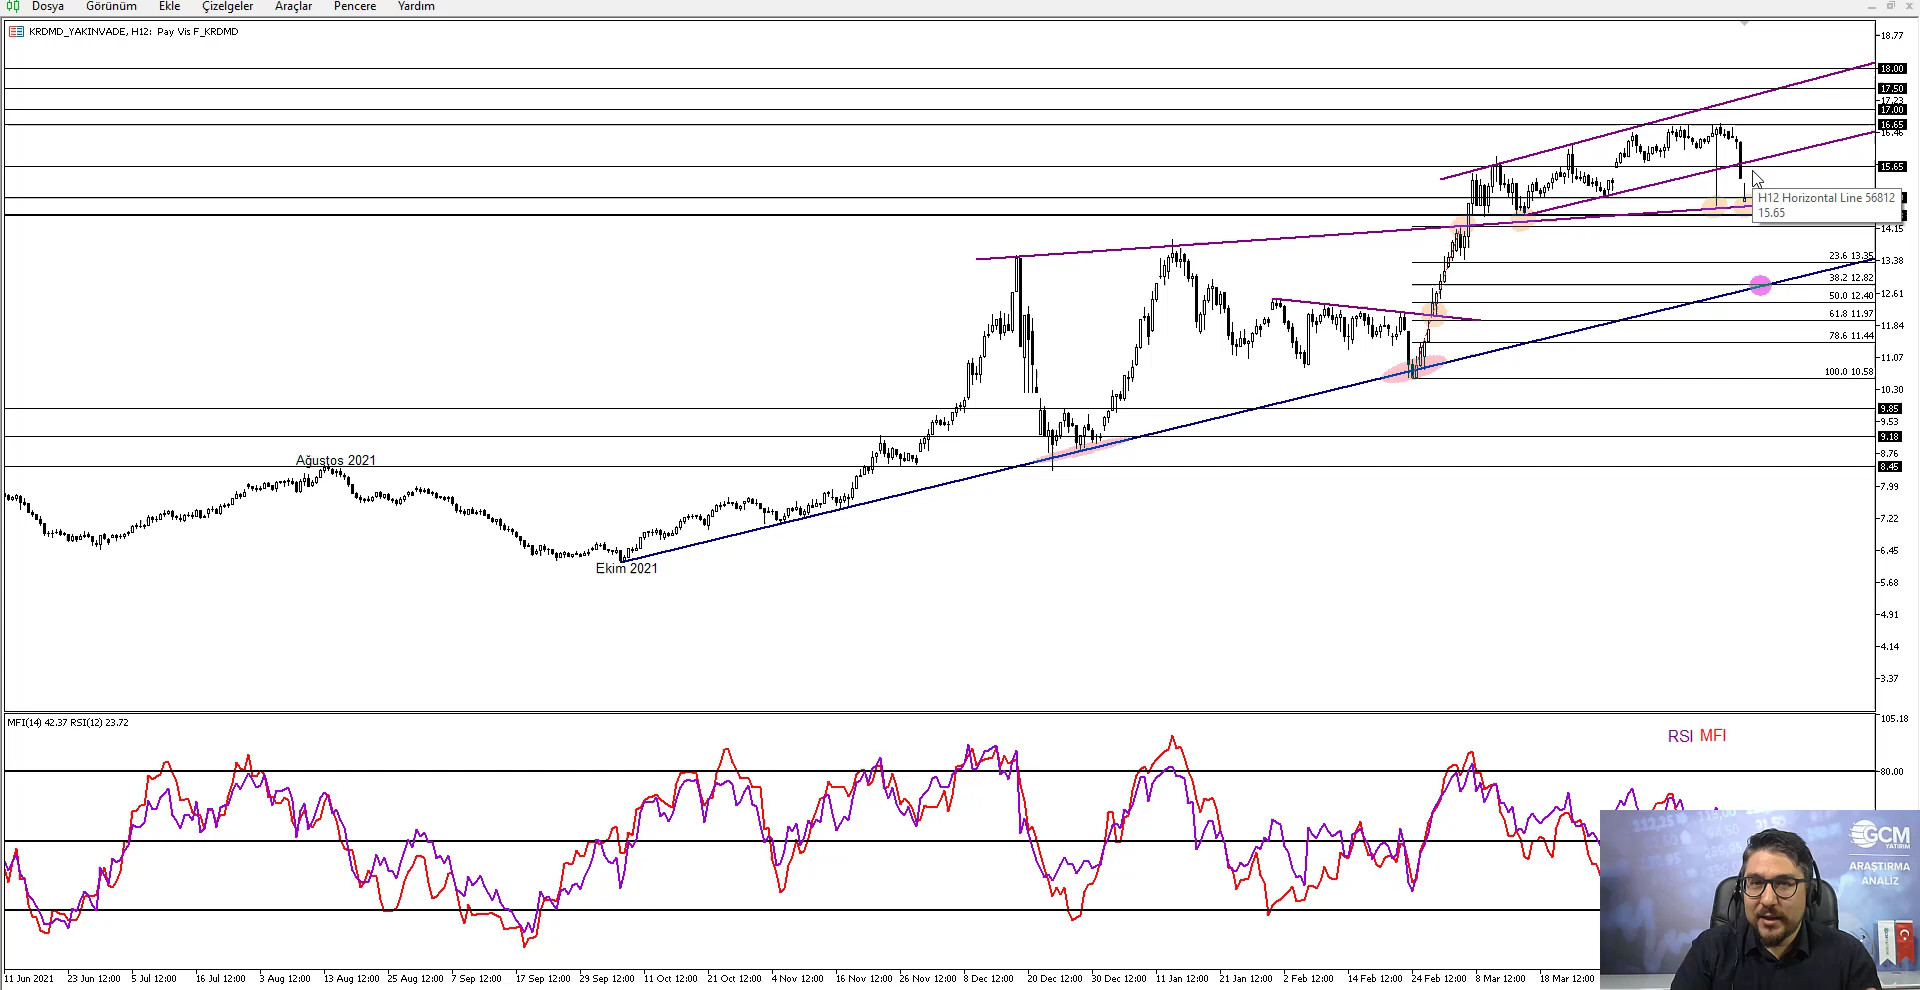 Dosya Görünüm Ekle Çizelgeler Araçlar Pencere Yardım
KRDMD_YAKINVADE, H12: Pay Vis F_KRDMD
18.77
18.00
17.50
17.23
17.00
16.65
16.46
15.65
H12 Horizontal Line 56812
15.65
14.15
23.6 13.35
13.38
38.2 12.82
12.61
50.0 12.40
61.8 11.97
11.84
78.6 11.44
11.07
100.0 10.58
10.30
9.85
9.53
9.18
8.76
8.45
Ağustos 2021
7.99
7.22
6.45
Ekim 2021
5.68
4.91
4.14
3.37
MFI(14) 42.37 RSI(12) 23.72
105.18
RSI MFI
80.00
GCM
YATIRIM
ARAŞTIRMA
ANALİZ
11 Jun 2021 23 Jun 12:00 5 Jul 12:00 16 Jul 12:00 3 Aug 12:00 13 Aug 12:00 25 Aug 12:00 7 Sep 12:00 17 Sep 12:00 29 Sep 12:00 11 Oct 12:00 21 Oct 12:00 4 Nov 12:00 16 Nov 12:00 26 Nov 12:00 8 Dec 12:00 20 Dec 12:00 30 Dec 12:00 11 Jan 12:00 21 Jan 12:00 2 Feb 12:00 14 Feb 12:00 24 Feb 12:00 8 Mar 12:00 18 Mar 12:00